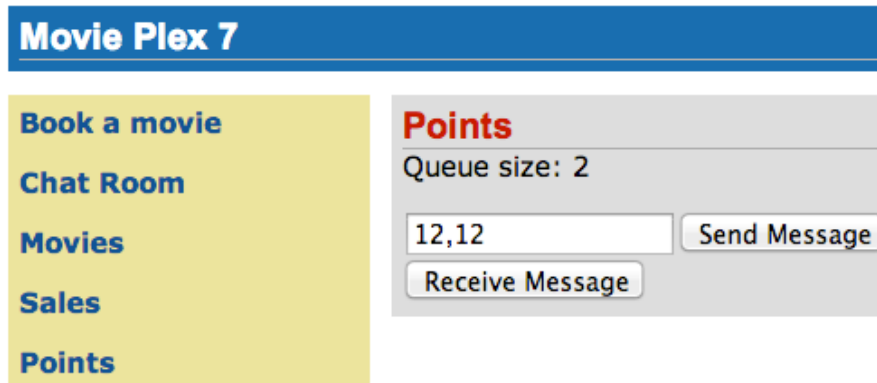 Movie Plex 7
Book a movie
Chat Room
Movies
Sales
Points
Points
Queue size: 2
12,12 Send Message
Receive Message